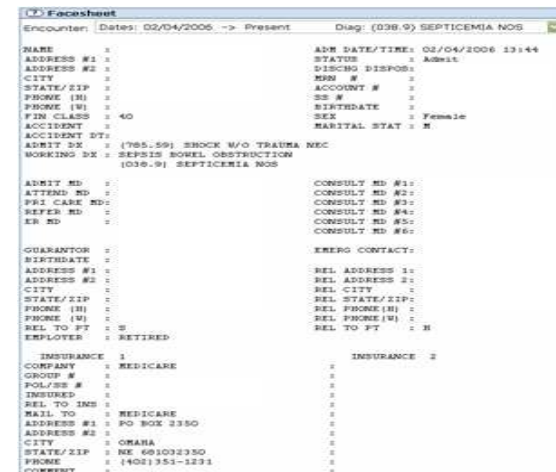 Facesheet
Encounter: Dates: 02/04/2006 -> Present Diag: (038.9) SEPTICEMIA NOS
NAME : ADM DATE/TIME: 02/04/2006 13:44
ADDRESS #1 : STATUS : Admit
ADDRESS #2 : DISCHG DISPOS:
CITY : MRN # :
STATE/ZIP : ACCOUNT # :
PHONE (H) : SS # :
PHONE (W) : BIRTHDATE :
FIN CLASS : 40 SEX : Female
ACCIDENT : MARITAL STAT : M
ACCIDENT DT:
ADMIT DX : (785.59) SHOCK W/O TRAUMA NEC
WORKING DX : SEPSIS BOWEL OBSTRUCTION
(038.9) SEPTICEMIA NOS
ADMIT MD : CONSULT MD #1:
ATTEND MD : CONSULT MD #2:
PRI CARE MD: CONSULT MD #3:
REFER MD : CONSULT MD #4:
ER MD : CONSULT MD #5:
CONSULT MD #6:
GUARANTOR : EMERG CONTACT:
BIRTHDATE :
ADDRESS #1 : REL ADDRESS 1:
ADDRESS #2 : REL ADDRESS 2:
CITY : REL CITY :
STATE/ZIP : REL STATE/ZIP:
PHONE (H) : REL PHONE(H) :
PHONE (W) : REL PHONE(W) :
REL TO PT : S REL TO PT : H
EMPLOYER : RETIRED
INSURANCE 1 INSURANCE 2
COMPANY : MEDICARE :
GROUP # : :
POL/SS # : :
INSURED : :
REL TO INS : :
MAIL TO : MEDICARE :
ADDRESS #1 : PO BOX 2350 :
ADDRESS #2 : :
CITY : OMAHA :
STATE/ZIP : NE 681032350 :
PHONE : (402)351-1231 :
COMMENT :